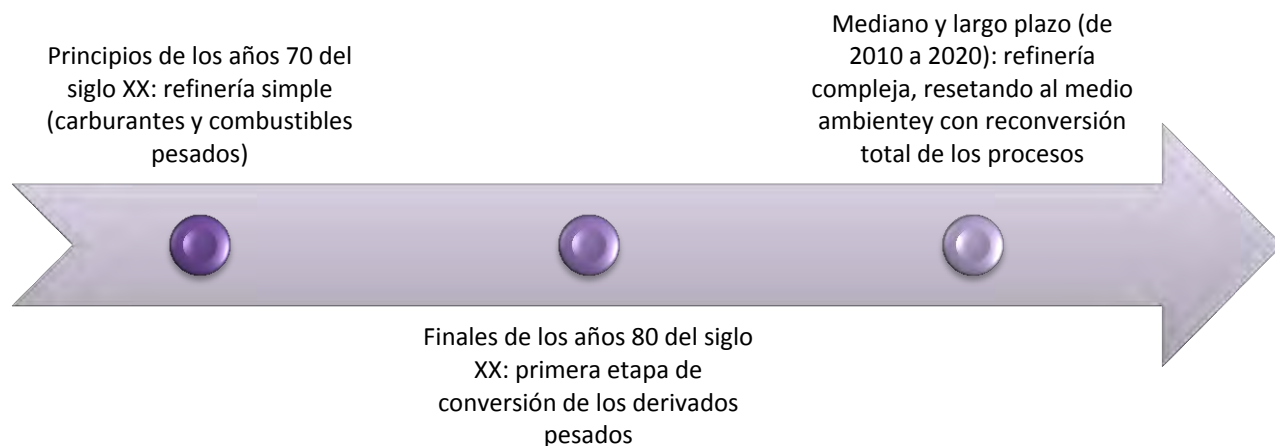 Principios de los años 70 del
siglo XX: refinería simple
(carburantes y combustibles
pesados)
Finales de los años 80 del siglo
XX: primera etapa de
conversión de los derivados
pesados
Mediano y largo plazo (de
2010 a 2020): refinería
compleja, resetando al medio
ambientey con reconversión
total de los procesos